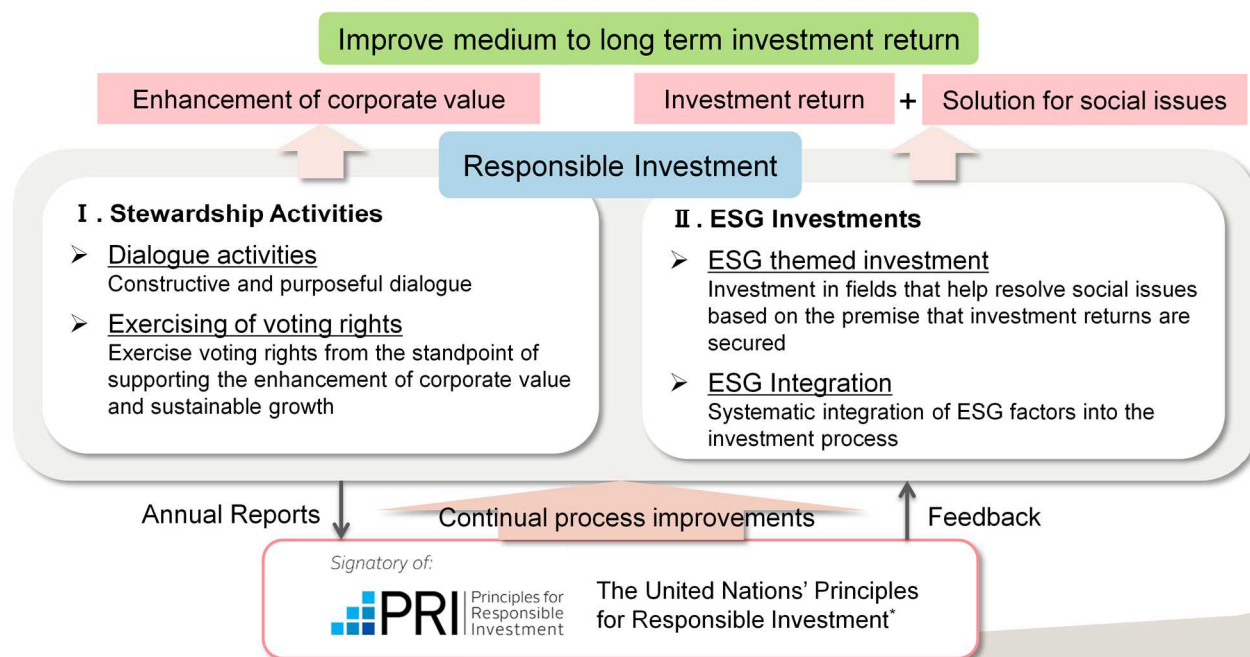 Improve medium to long term investment return
Enhancement of corporate value
Investment return + Solution for social issues
Responsible Investment
Ⅰ. Stewardship Activities
➢ Dialogue activities
Constructive and purposeful dialogue
➢ Exercising of voting rights
Exercise voting rights from the standpoint of
supporting the enhancement of corporate value
and sustainable growth
Ⅱ. ESG Investments
➢ ESG themed investment
Investment in fields that help resolve social issues
based on the premise that investment returns are
secured
➢ ESG Integration
Systematic integration of ESG factors into the
investment process
Annual Reports
Continual process improvements
Feedback
Signatory of:
PRI
Principles for
Responsible
Investment
The United Nations’ Principles
for Responsible Investment*